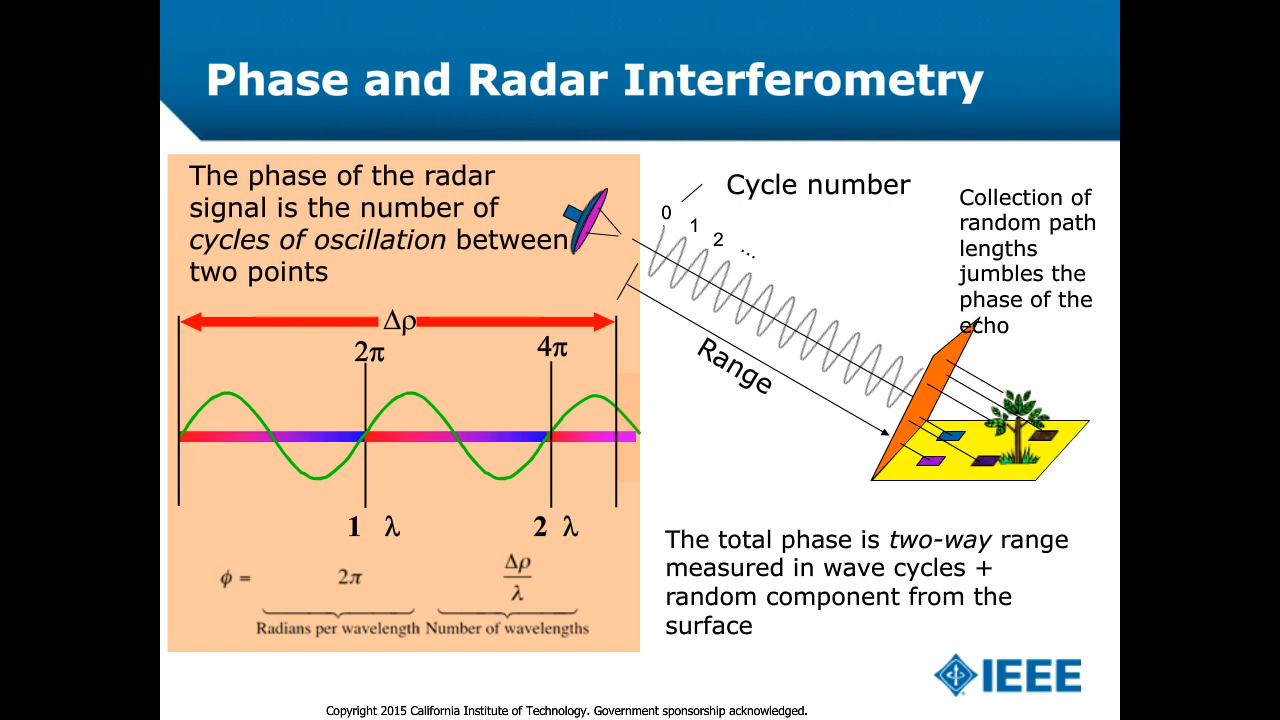 Phase and Radar Interferometry
The phase of the radar
signal is the number of
cycles of oscillation between
two points
Δρ
2π
4π
1 λ
2 λ
ϕ = 2π Δρ/λ
Radians per wavelength Number of wavelengths
Cycle number
0
1
2
...
Range
Collection of
random path
lengths
jumbles the
phase of the
echo
The total phase is two-way range
measured in wave cycles +
random component from the
surface
IEEE
Copyright 2015 California Institute of Technology. Government sponsorship acknowledged.